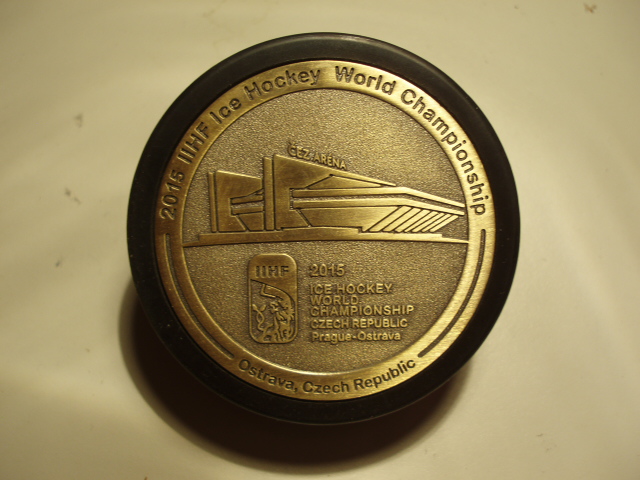 2015 IIHF Ice Hockey World Championship
ČEZ ARÉNA
IIHF
2015
ICE HOCKEY
WORLD
CHAMPIONSHIP
CZECH REPUBLIC
Prague-Ostrava
Ostrava, Czech Republic